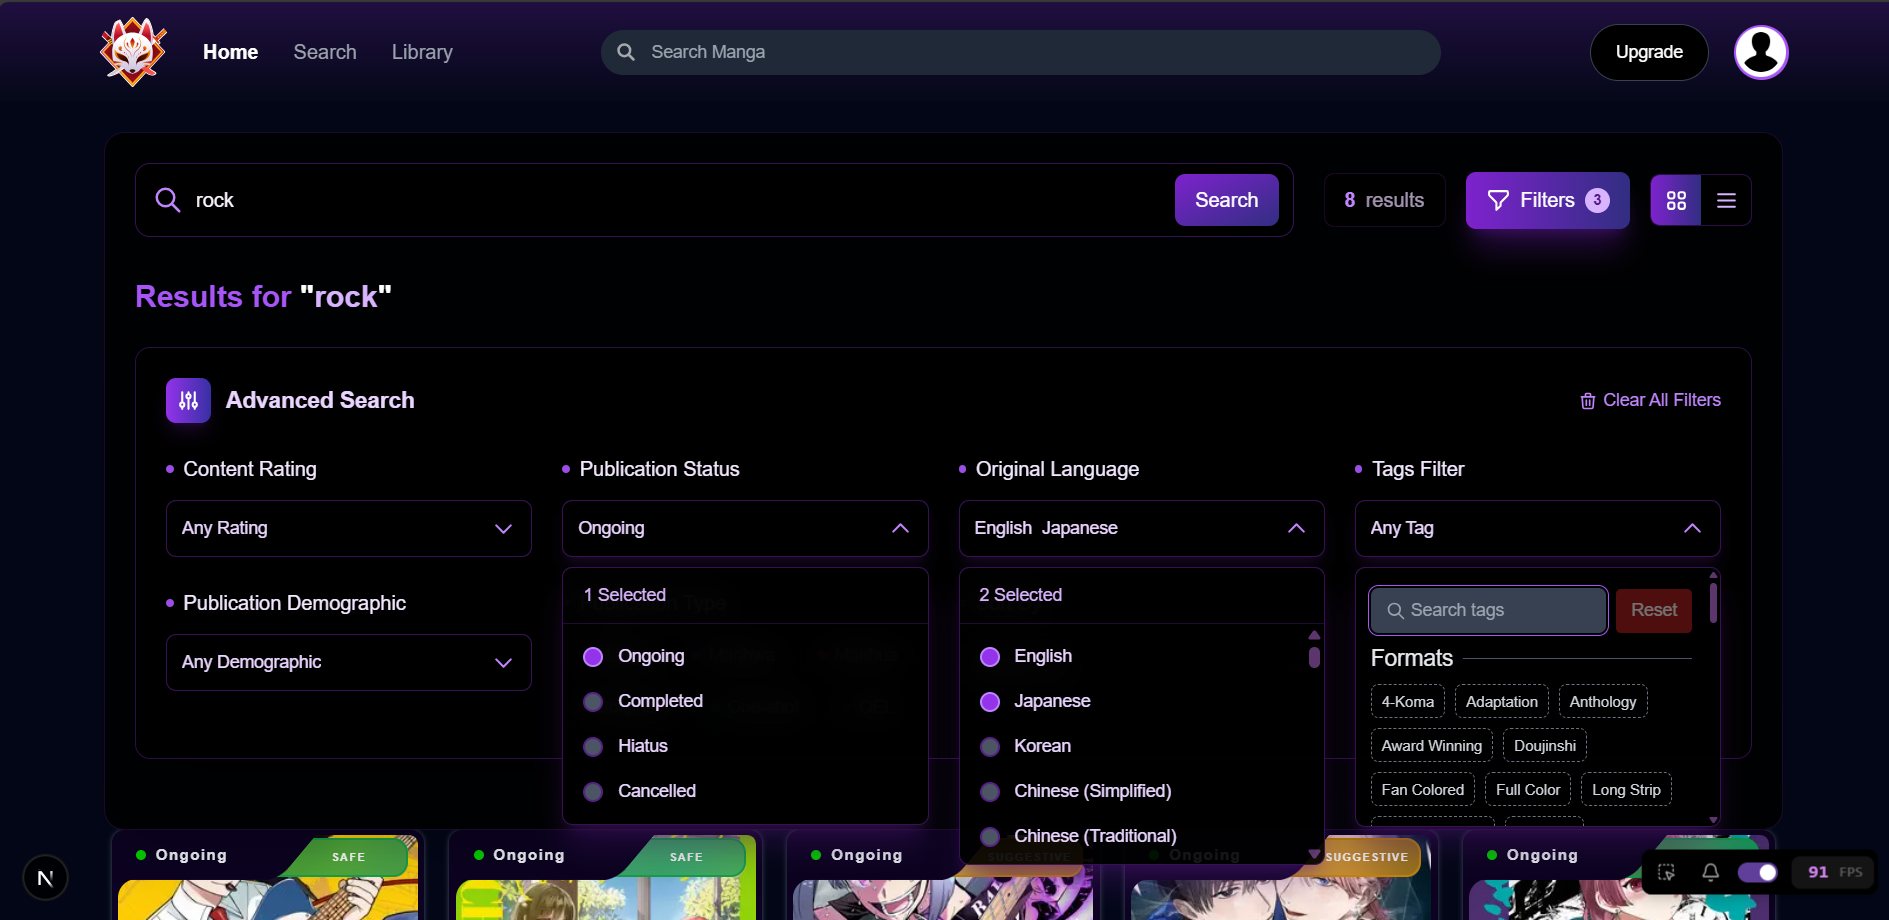 Home Search Library Search Manga Upgrade
rock Search 8 results Filters 3
Results for "rock"
Advanced Search Clear All Filters
Content Rating Publication Status Original Language Tags Filter
Any Rating Ongoing English Japanese Any Tag
1 Selected 2 Selected Search tags Reset
Publication Demographic Type
Any Demographic
Ongoing
Completed
Hiatus
Cancelled
English
Japanese
Korean
Chinese (Simplified)
Chinese (Traditional)
Formats
4-Koma Adaptation Anthology
Award Winning Doujinshi
Fan Colored Full Color Long Strip
Ongoing SAFE Ongoing SAFE Ongoing SUGGESTIVE Ongoing SUGGESTIVE Ongoing
N 91 FPS